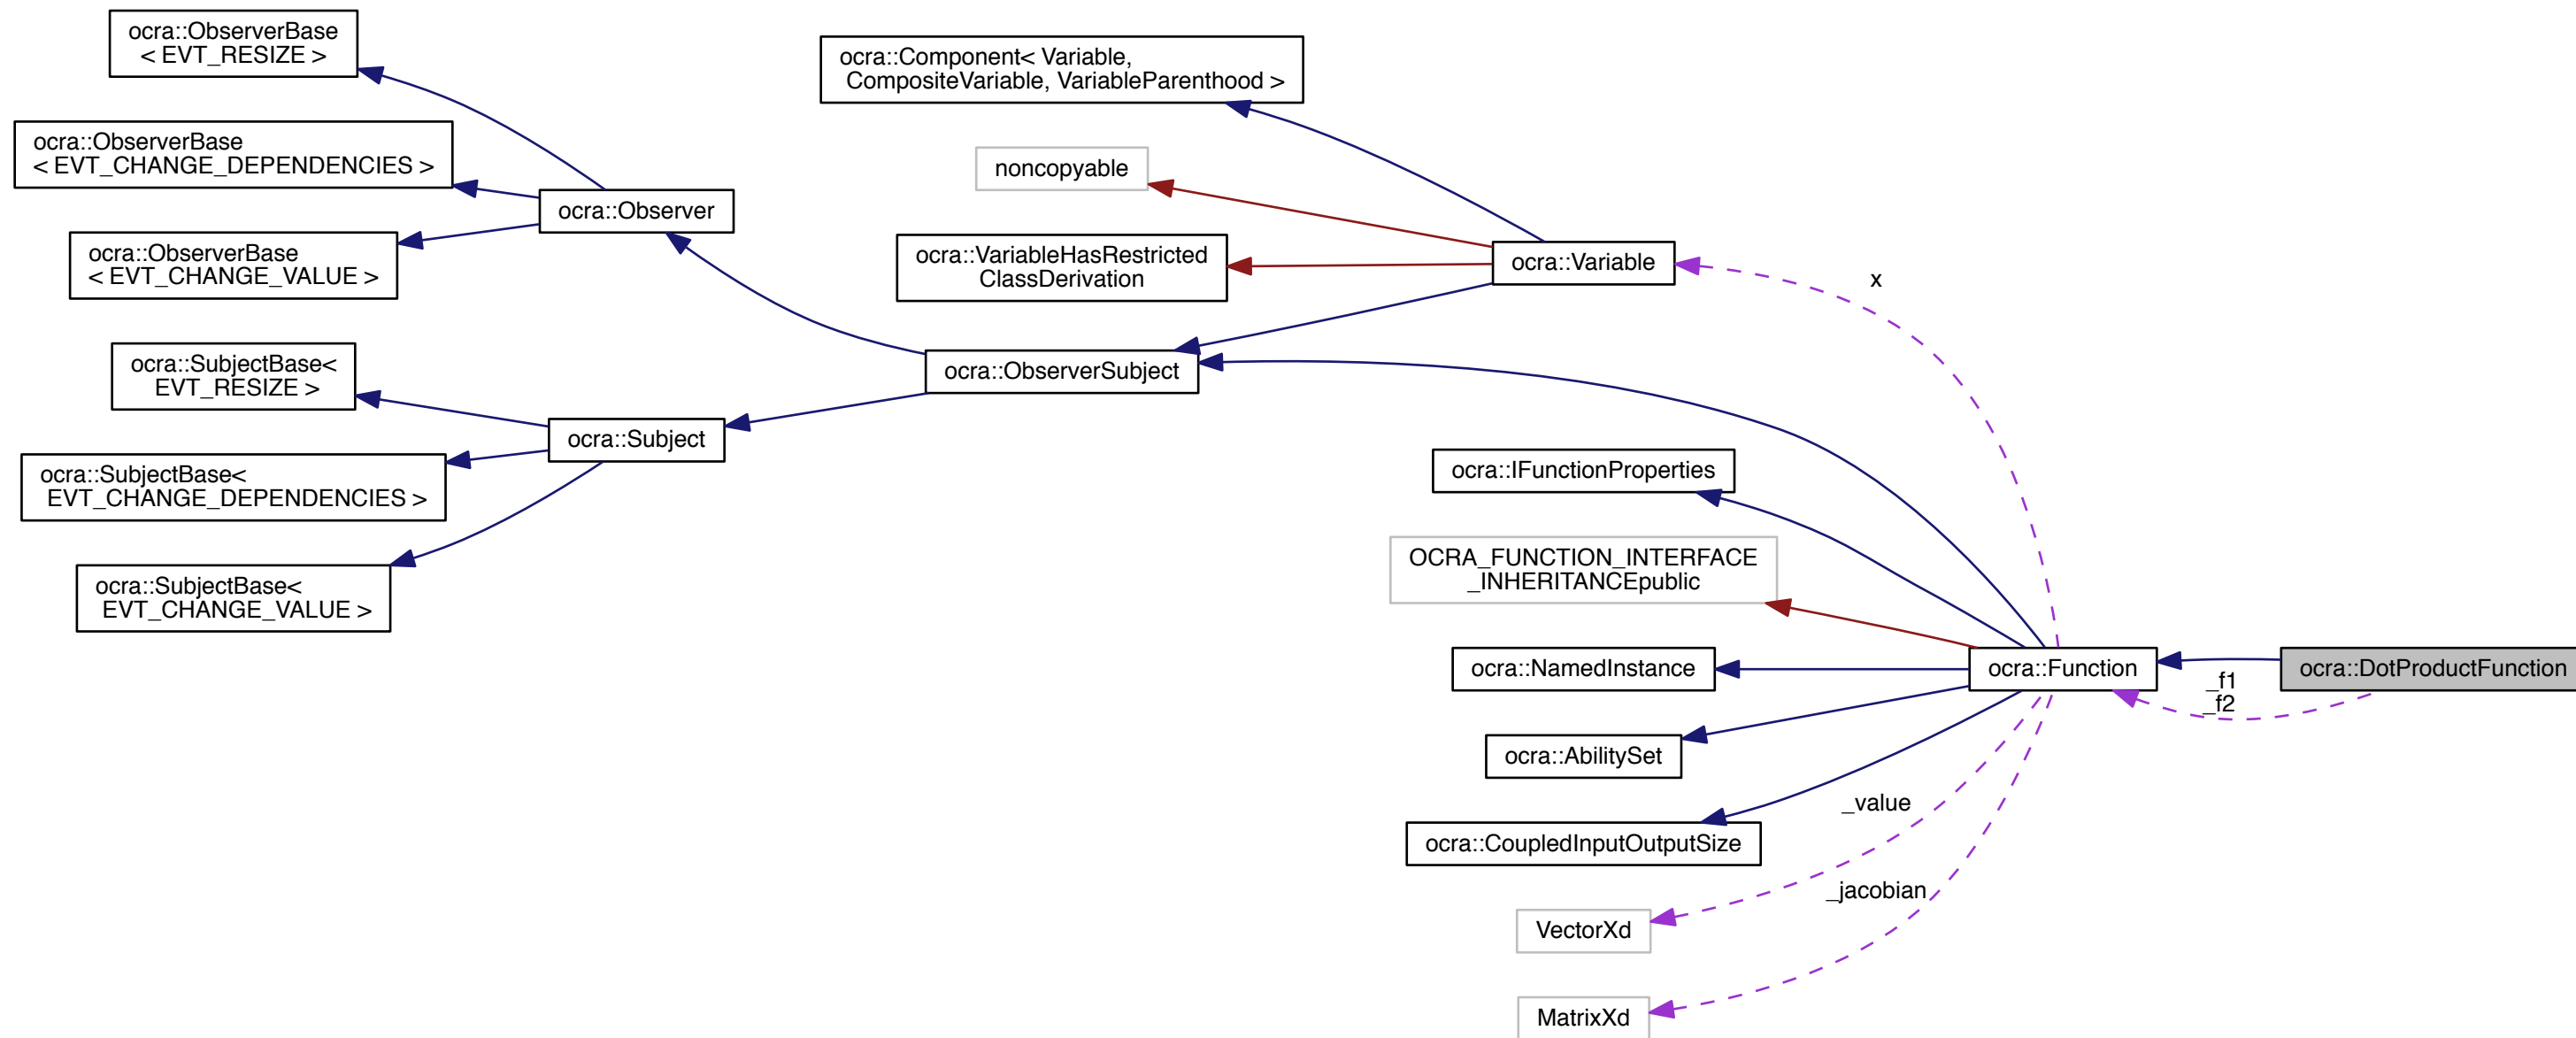 ocra::ObserverBase
< EVT_RESIZE >
ocra::ObserverBase
< EVT_CHANGE_DEPENDENCIES >
ocra::ObserverBase
< EVT_CHANGE_VALUE >
ocra::SubjectBase<
EVT_RESIZE >
ocra::SubjectBase<
EVT_CHANGE_DEPENDENCIES >
ocra::SubjectBase<
EVT_CHANGE_VALUE >
ocra::Observer
ocra::Subject
ocra::Component< Variable,
CompositeVariable, VariableParenthood >
noncopyable
ocra::VariableHasRestricted
ClassDerivation
ocra::ObserverSubject
ocra::Variable
x
ocra::IFunctionProperties
OCRA_FUNCTION_INTERFACE
_INHERITANCEpublic
ocra::NamedInstance
ocra::AbilitySet
ocra::CoupledInputOutputSize
_value
_jacobian
VectorXd
MatrixXd
ocra::Function
_f1
_f2
ocra::DotProductFunction